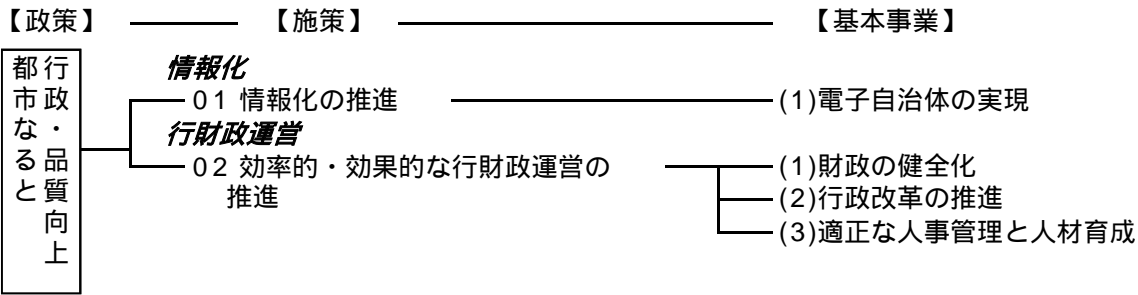 【政策】 【施策】 【基本事業】
行政・品質向上
都市なると
情報化
01 情報化の推進 (1)電子自治体の実現
行財政運営
02 効率的・効果的な行財政運営の (1)財政の健全化
推進 (2)行政改革の推進
(3)適正な人事管理と人材育成